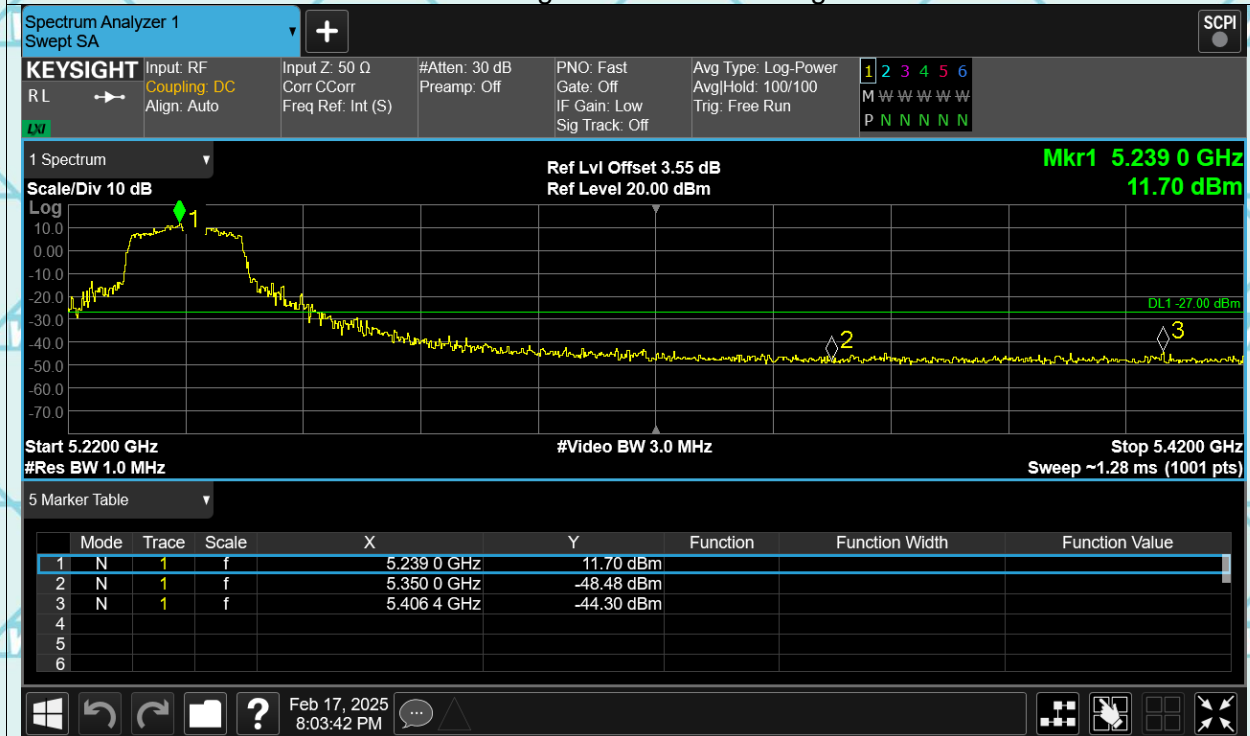 Spectrum Analyzer 1
Swept SA
+
SCPI
KEYSIGHT
RL
LXI
Input: RF
Coupling: DC
Align: Auto
Input Z: 50 Ω
Corr CCorr
Freq Ref: Int (S)
#Atten: 30 dB
Preamp: Off
PNO: Fast
Gate: Off
IF Gain: Low
Sig Track: Off
Avg Type: Log-Power
Avg|Hold: 100/100
Trig: Free Run
1 2 3 4 5 6
M W W W W W
P N N N N N
1 Spectrum
Scale/Div 10 dB
Ref Lvl Offset 3.55 dB
Ref Level 20.00 dBm
Mkr1 5.239 0 GHz
11.70 dBm
Log
10.0
0.00
-10.0
-20.0
-30.0
-40.0
-50.0
-60.0
-70.0
1
2
3
DL1 -27.00 dBm
Start 5.2200 GHz
#Video BW 3.0 MHz
Stop 5.4200 GHz
#Res BW 1.0 MHz
Sweep ~1.28 ms (1001 pts)
5 Marker Table
Mode Trace Scale X Y Function Function Width Function Value
1 N 1 f 5.239 0 GHz 11.70 dBm
2 N 1 f 5.350 0 GHz -48.48 dBm
3 N 1 f 5.406 4 GHz -44.30 dBm
4
5
6
?
Feb 17, 2025
8:03:42 PM